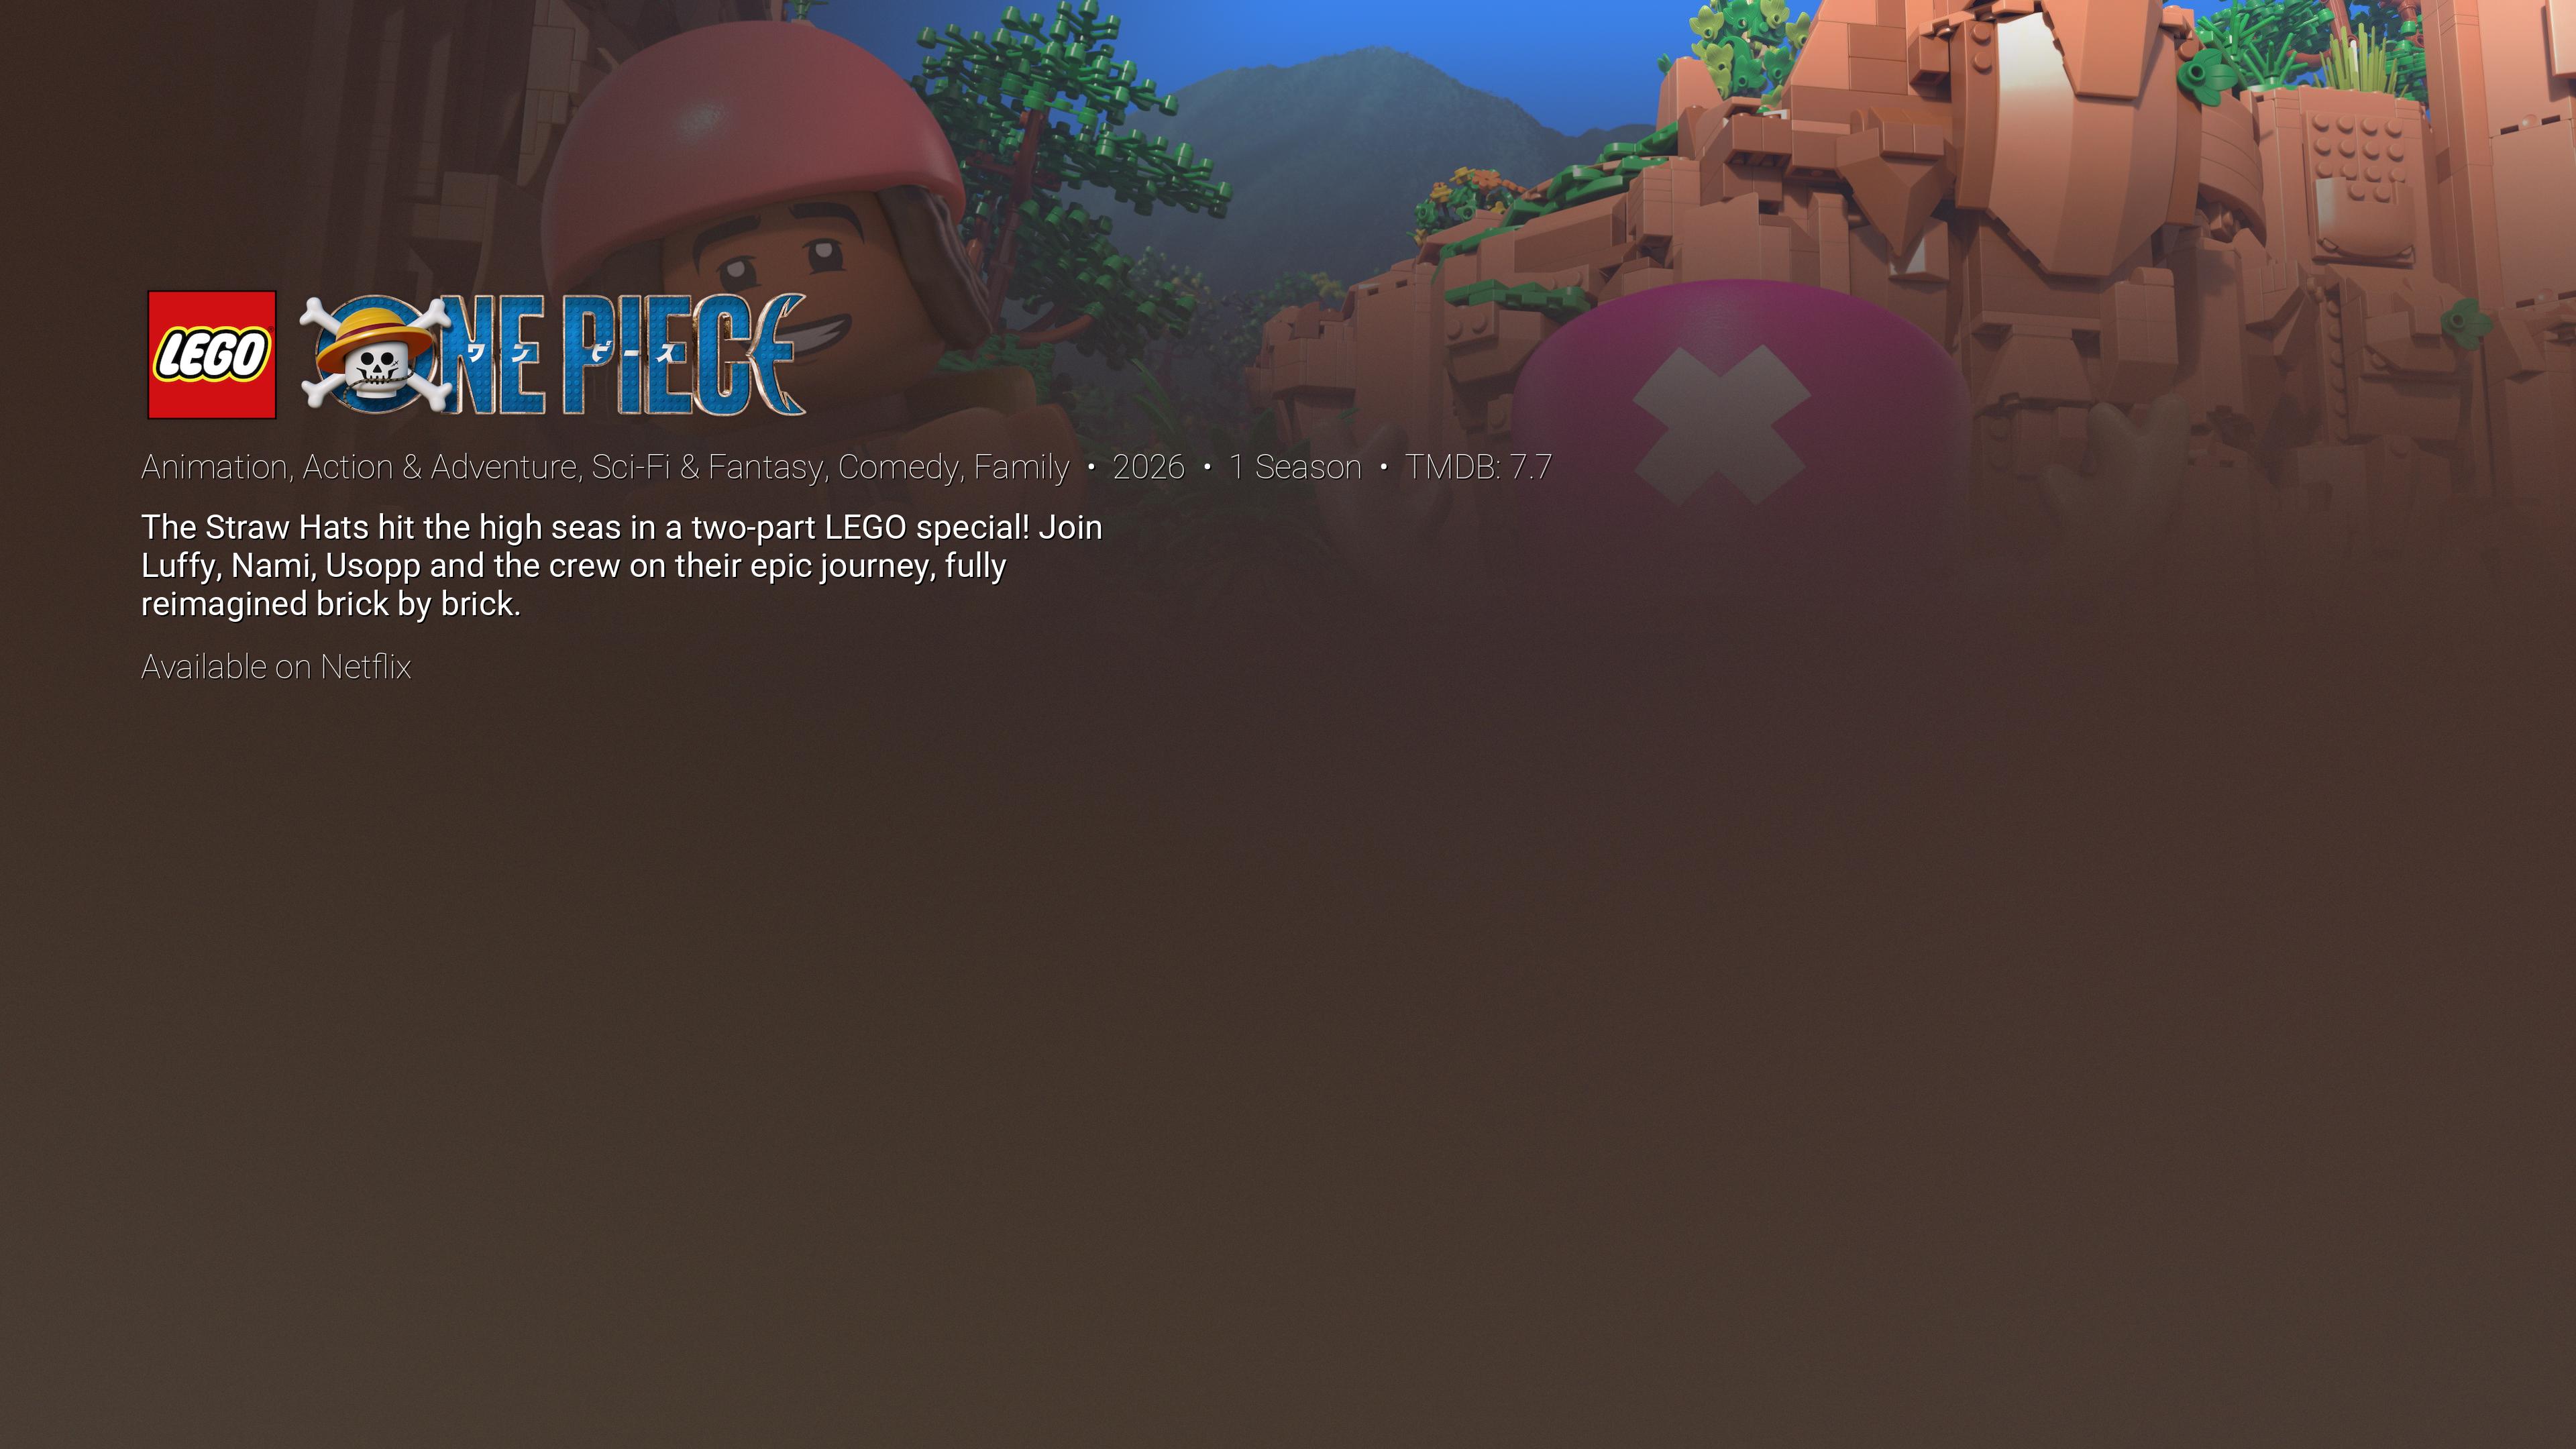 LEGO ONE PIECE
ワンピース
Animation, Action & Adventure, Sci-Fi & Fantasy, Comedy, Family • 2026 • 1 Season • TMDB: 7.7
The Straw Hats hit the high seas in a two-part LEGO special! Join
Luffy, Nami, Usopp and the crew on their epic journey, fully
reimagined brick by brick.
Available on Netflix